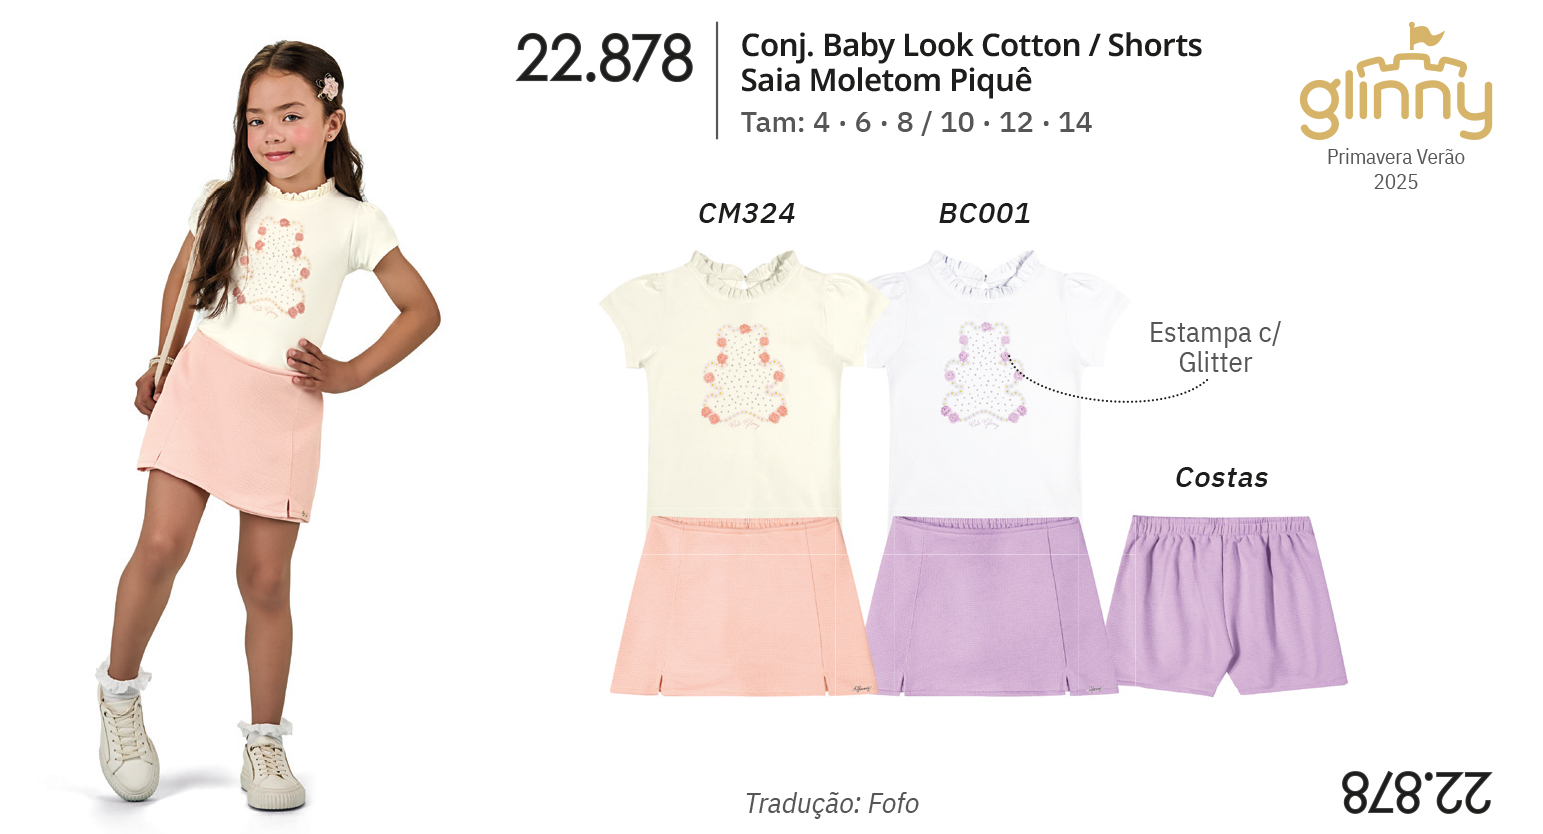 22.878
Conj. Baby Look Cotton / Shorts
Saia Moletom Piquê
Tam: 4 · 6 · 8 / 10 · 12 · 14
glinny
Primavera Verão
2025
CM324
BC001
Estampa c/
Glitter
Costas
Tradução: Fofo
22.878